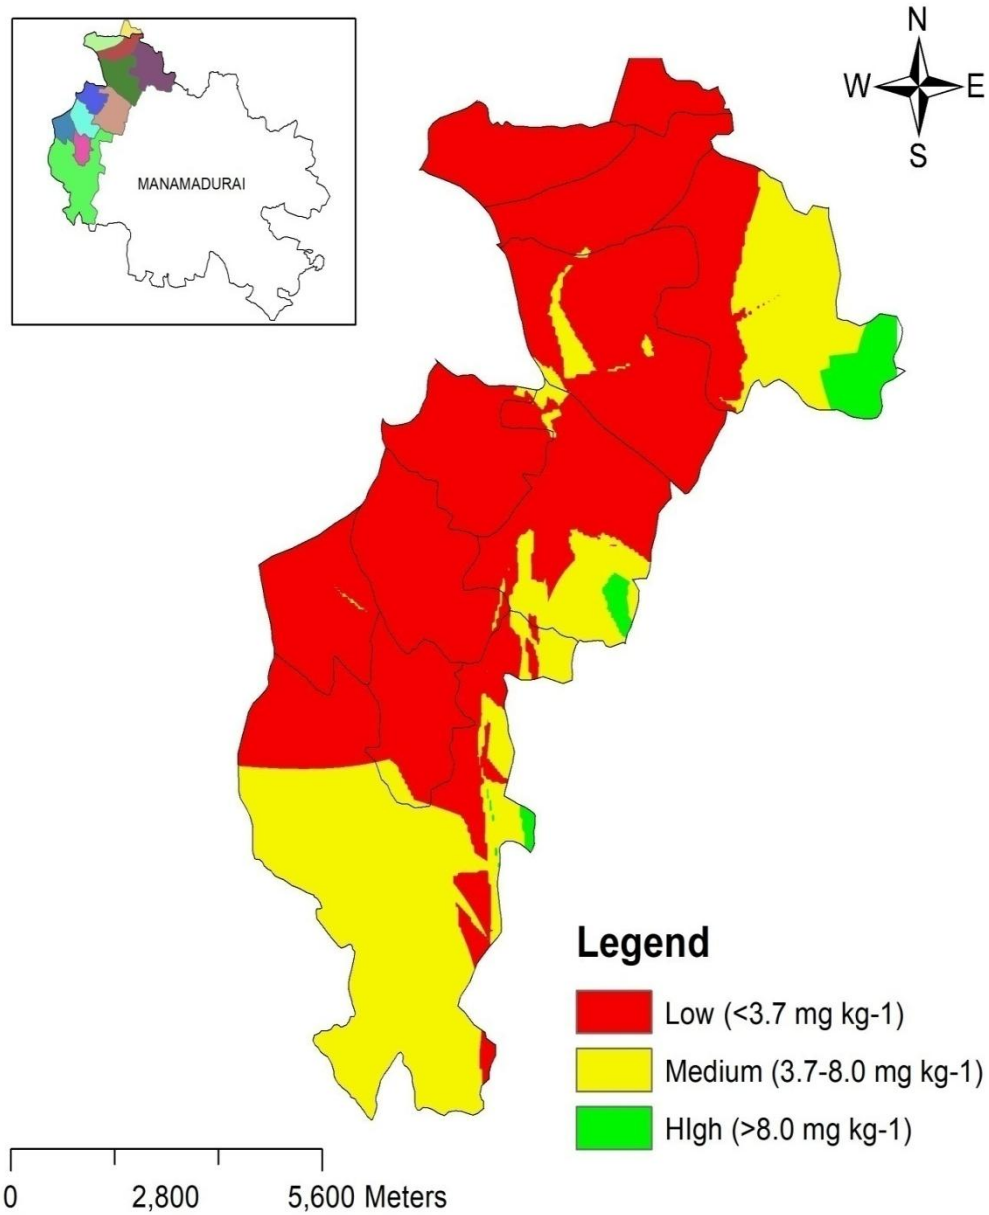 N
W E
S
MANAMADURAI
Legend
Low (<3.7 mg kg-1)
Medium (3.7-8.0 mg kg-1)
HIgh (>8.0 mg kg-1)
0 2,800 5,600 Meters